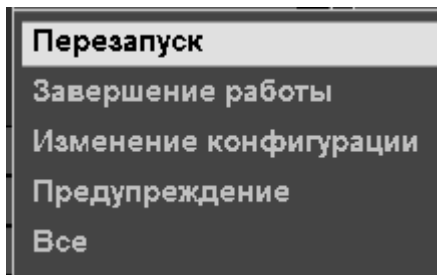 Перезапуск
Завершение работы
Изменение конфигурации
Предупреждение
Все